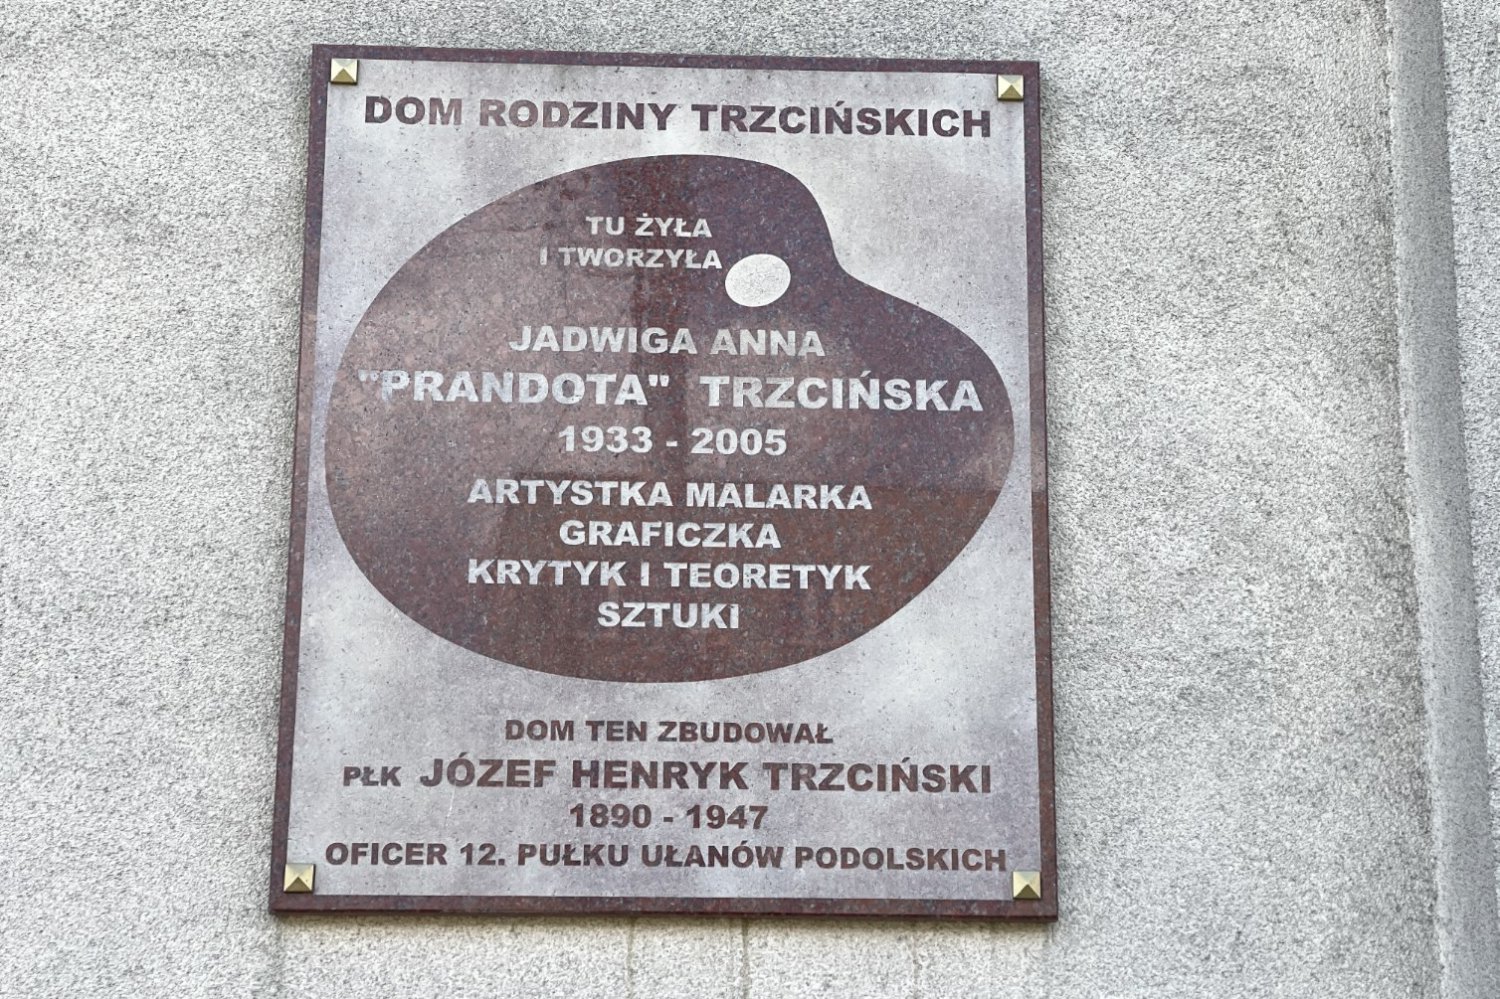 DOM RODZINY TRZCIŃSKICH
TU ŻYŁA
I TWORZYŁA
JADWIGA ANNA
"PRANDOTA" TRZCIŃSKA
1933 - 2005
ARTYSTKA MALARKA
GRAFICZKA
KRYTYK I TEORETYK
SZTUKI
DOM TEN ZBUDOWAŁ
PŁK JÓZEF HENRYK TRZCIŃSKI
1890 - 1947
OFICER 12. PUŁKU UŁANÓW PODOLSKICH